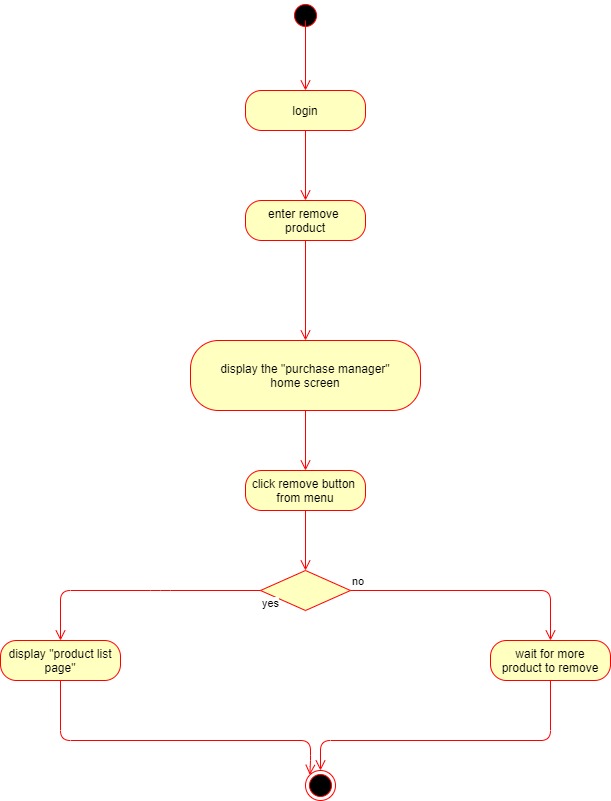 login
enter remove
product
display the "purchase manager"
home screen
click remove button
from menu
no
yes
display "product list
page"
wait for more
product to remove